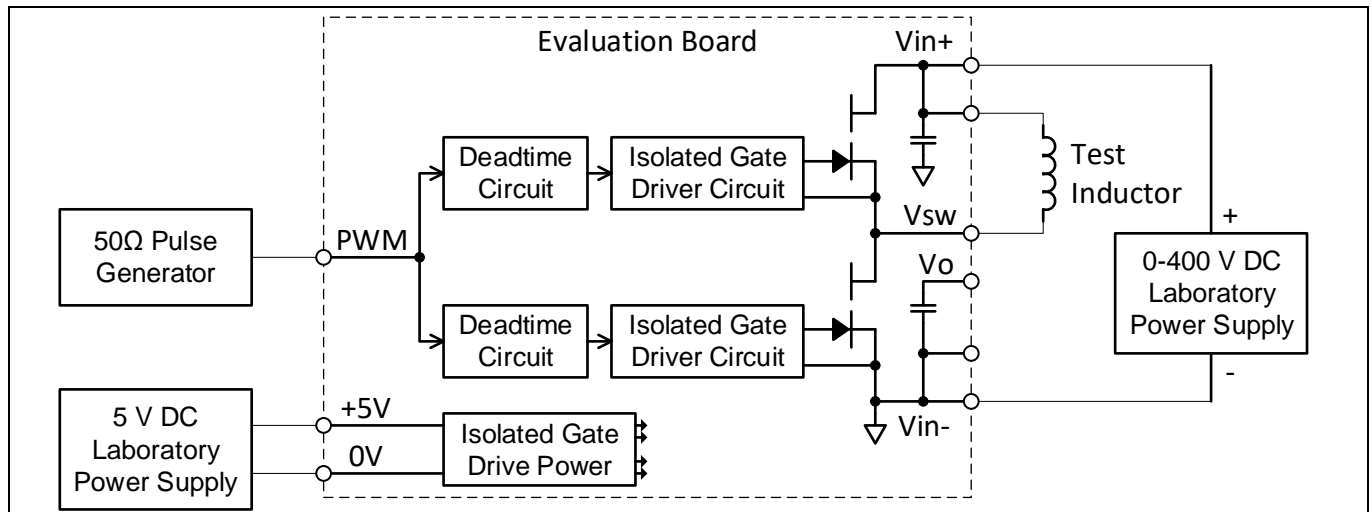 Evaluation Board
Vin+
Deadtime
Circuit
Isolated Gate
Driver Circuit
Test
Inductor
50Ω Pulse
Generator
PWM
Vsw
+
Vo
0-400 V DC
Laboratory
Power Supply
Deadtime
Circuit
Isolated Gate
Driver Circuit
-
5 V DC
Laboratory
Power Supply
+5V
0V
Isolated Gate
Drive Power
Vin-